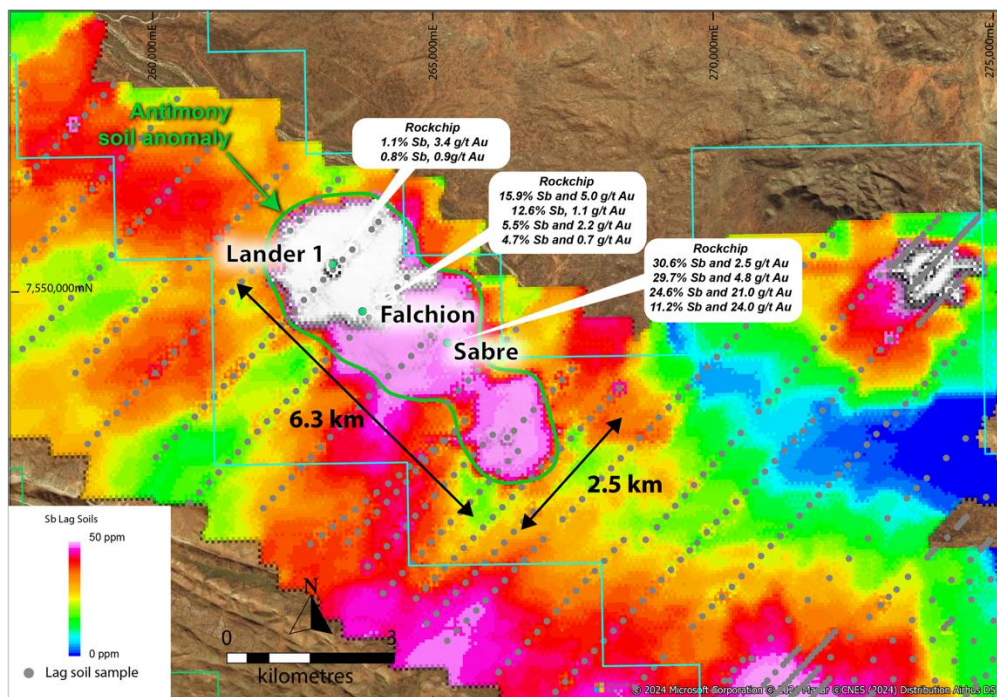 260,000mE
265,000mE
270,000mE
275,000mE
Antimony
soil anomaly
Rockchip
1.1% Sb, 3.4 g/t Au
0.8% Sb, 0.9g/t Au
Rockchip
15.9% Sb and 5.0 g/t Au
12.6% Sb, 1.1 g/t Au
5.5% Sb and 2.2 g/t Au
4.7% Sb and 0.7 g/t Au
Rockchip
30.6% Sb and 2.5 g/t Au
29.7% Sb and 4.8 g/t Au
24.6% Sb and 21.0 g/t Au
11.2% Sb and 24.0 g/t Au
Lander 1
7,550,000mN
Falchion
Sabre
6.3 km
2.5 km
Sb Lag Soils
50 ppm
0 ppm
Lag soil sample
N
0 3
kilometres
© 2024 Microsoft Corporation © 2024 Maxar ©CNES (2024) Distribution Airbus DS